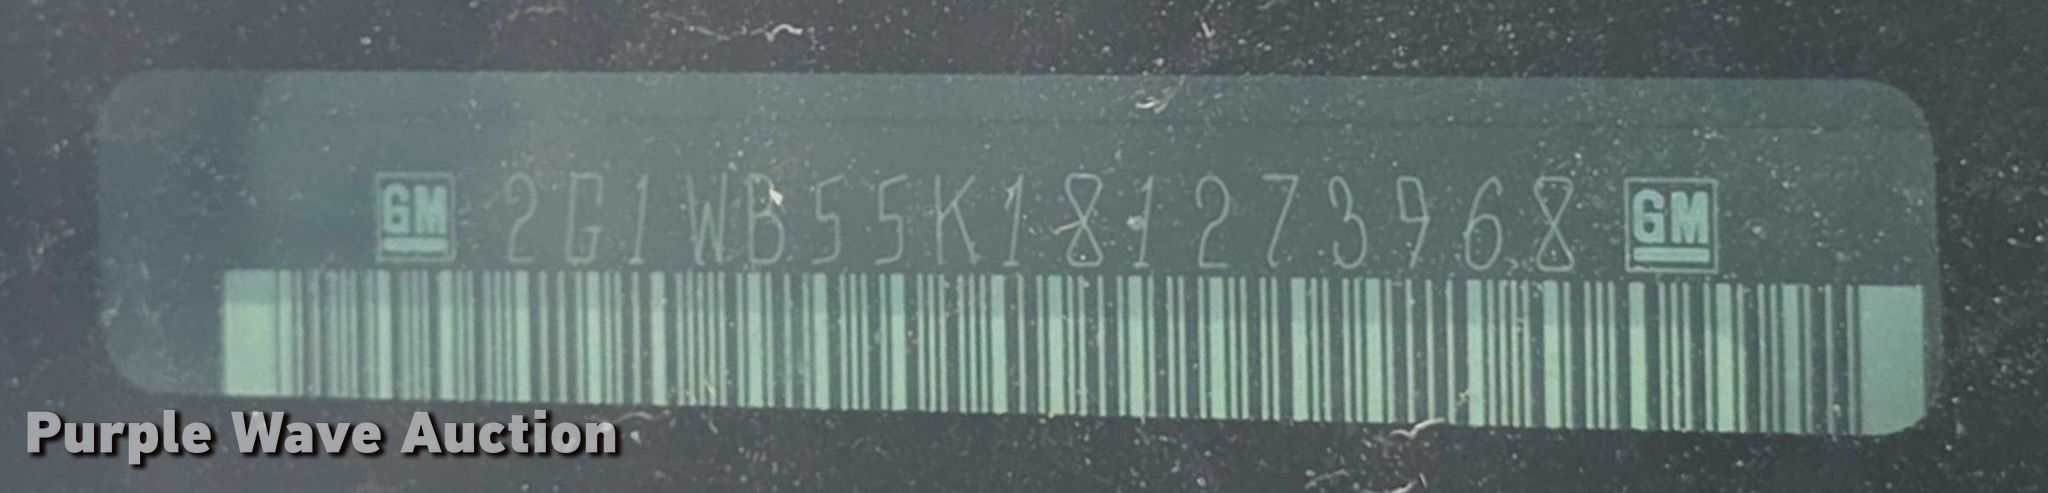 GM 2G1WB55K181273968 GM
Purple Wave Auction